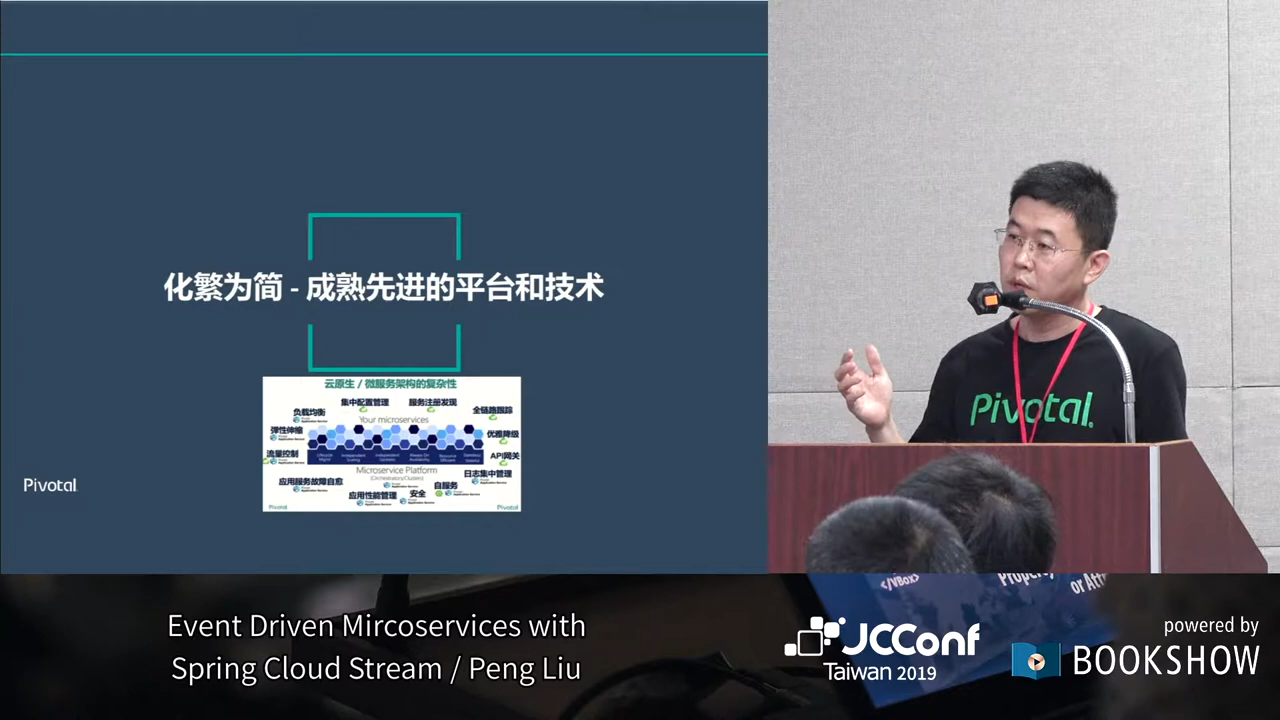 化繁为简 - 成熟先进的平台和技术
云原生 / 微服务架构的复杂性
集中配置管理
服务注册发现
负载均衡
全链路跟踪
Your microservices
弹性伸缩
优雅降级
流量控制
API网关
Microservice Platform
日志集中管理
应用服务故障自愈
自服务
应用性能管理
安全
Pivotal
Pivotal
Pivotal
Pivotal.
</VBox>
Event Driven Mircoservices with
Spring Cloud Stream / Peng Liu
JCConf
Taiwan 2019
powered by
BOOKSHOW